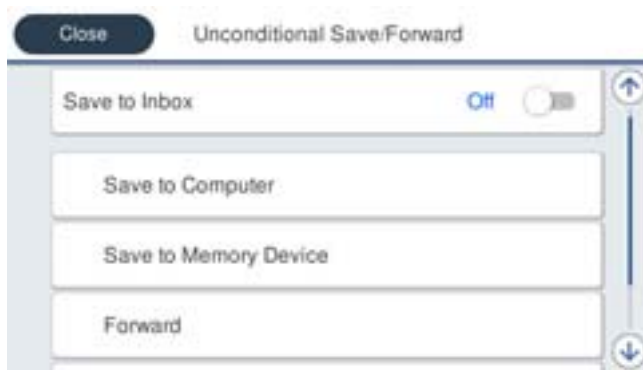 Close
Unconditional Save/Forward
Save to Inbox
Off
Save to Computer
Save to Memory Device
Forward